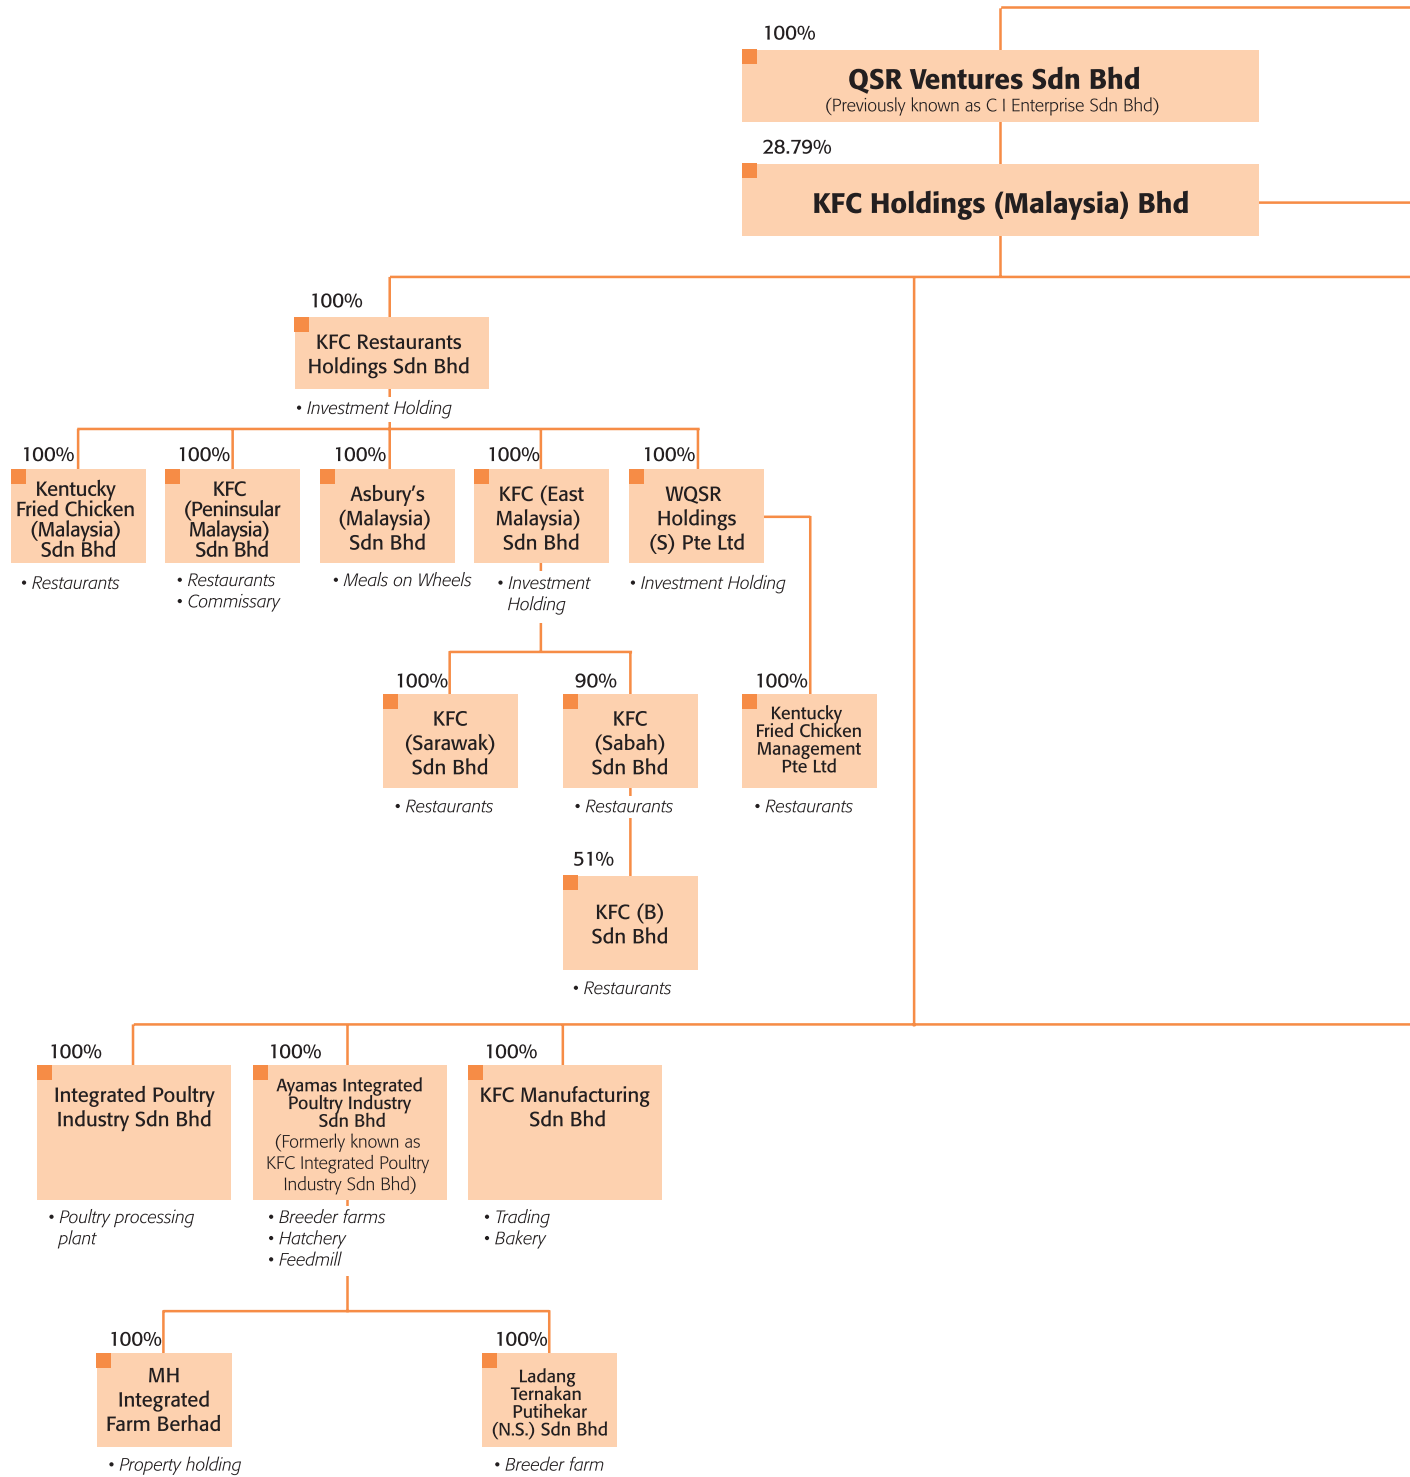 100%
QSR Ventures Sdn Bhd
(Previously known as C I Enterprise Sdn Bhd)
28.79%
KFC Holdings (Malaysia) Bhd
100%
KFC Restaurants
Holdings Sdn Bhd
• Investment Holding
100%
Kentucky
Fried Chicken
(Malaysia)
Sdn Bhd
• Restaurants
100%
KFC
(Peninsular
Malaysia)
Sdn Bhd
• Restaurants
• Commissary
100%
Asbury's
(Malaysia)
Sdn Bhd
• Meals on Wheels
100%
KFC (East
Malaysia)
Sdn Bhd
• Investment
Holding
100%
WQSR
Holdings
(S) Pte Ltd
• Investment Holding
100%
KFC
(Sarawak)
Sdn Bhd
• Restaurants
90%
KFC
(Sabah)
Sdn Bhd
• Restaurants
100%
Kentucky
Fried Chicken
Management
Pte Ltd
• Restaurants
51%
KFC (B)
Sdn Bhd
• Restaurants
100%
Integrated Poultry
Industry Sdn Bhd
• Poultry processing
plant
100%
Ayamas Integrated
Poultry Industry
Sdn Bhd
(Formerly known as
KFC Integrated Poultry
Industry Sdn Bhd)
• Breeder farms
• Hatchery
• Feedmill
100%
KFC Manufacturing
Sdn Bhd
• Trading
• Bakery
100%
MH
Integrated
Farm Berhad
• Property holding
100%
Ladang
Ternakan
Putihekar
(N.S.) Sdn Bhd
• Breeder farm